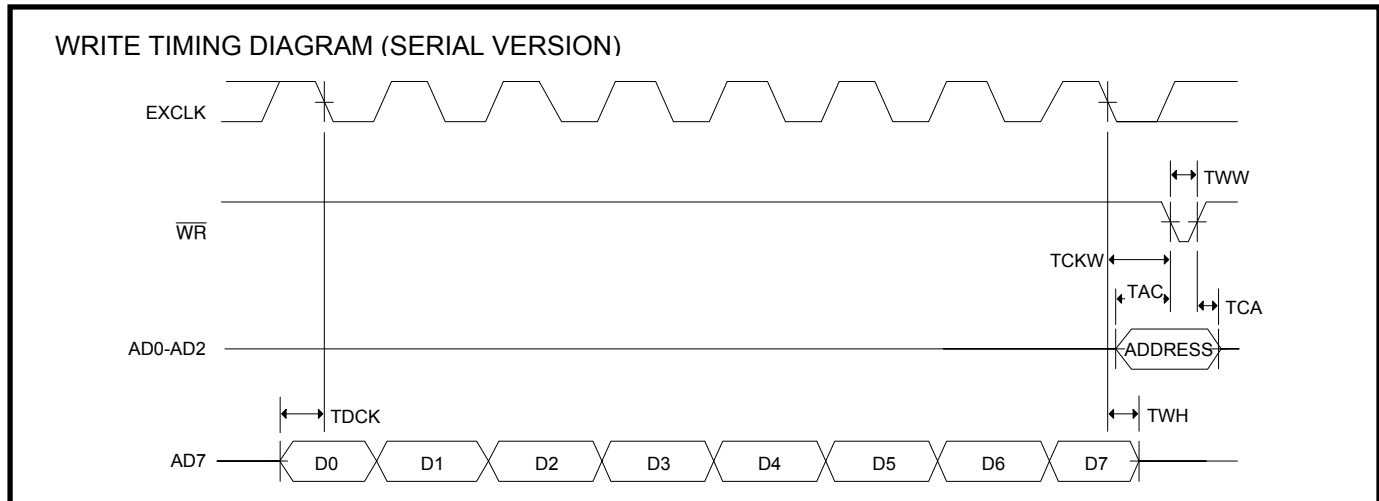 WRITE TIMING DIAGRAM (SERIAL VERSION)
EXCLK
TWW
WR
TCKW
TAC
TCA
AD0-AD2
ADDRESS
TDCK
TWH
AD7
D0 D1 D2 D3 D4 D5 D6 D7